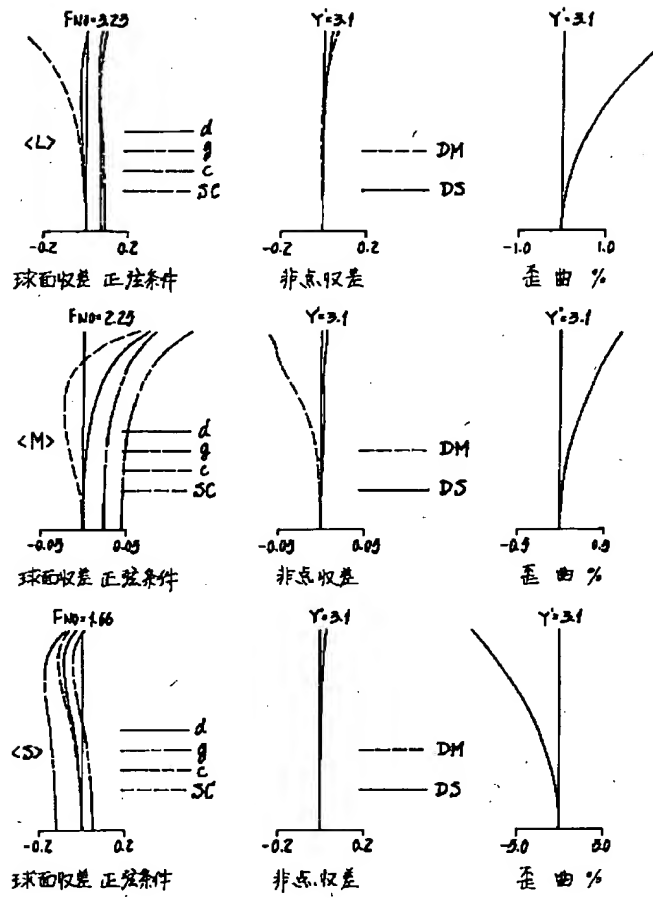 FNO=3.25 Y'=3.1 Y'=3.1
<L>
d
g
c
SC
DM
DS
-0.2 0.2 -0.2 0.2 -1.0 1.0
球面収差 正弦条件 非点収差 歪曲 %
FNO=2.25 Y'=3.1 Y'=3.1
<M>
d
g
c
SC
DM
DS
-0.05 0.05 -0.05 0.05 -0.5 0.5
球面収差 正弦条件 非点収差 歪曲 %
FNO=1.66 Y'=3.1 Y'=3.1
<S>
d
g
c
SC
DM
DS
-0.2 0.2 -0.2 0.2 -5.0 5.0
球面収差 正弦条件 非点収差 歪曲 %